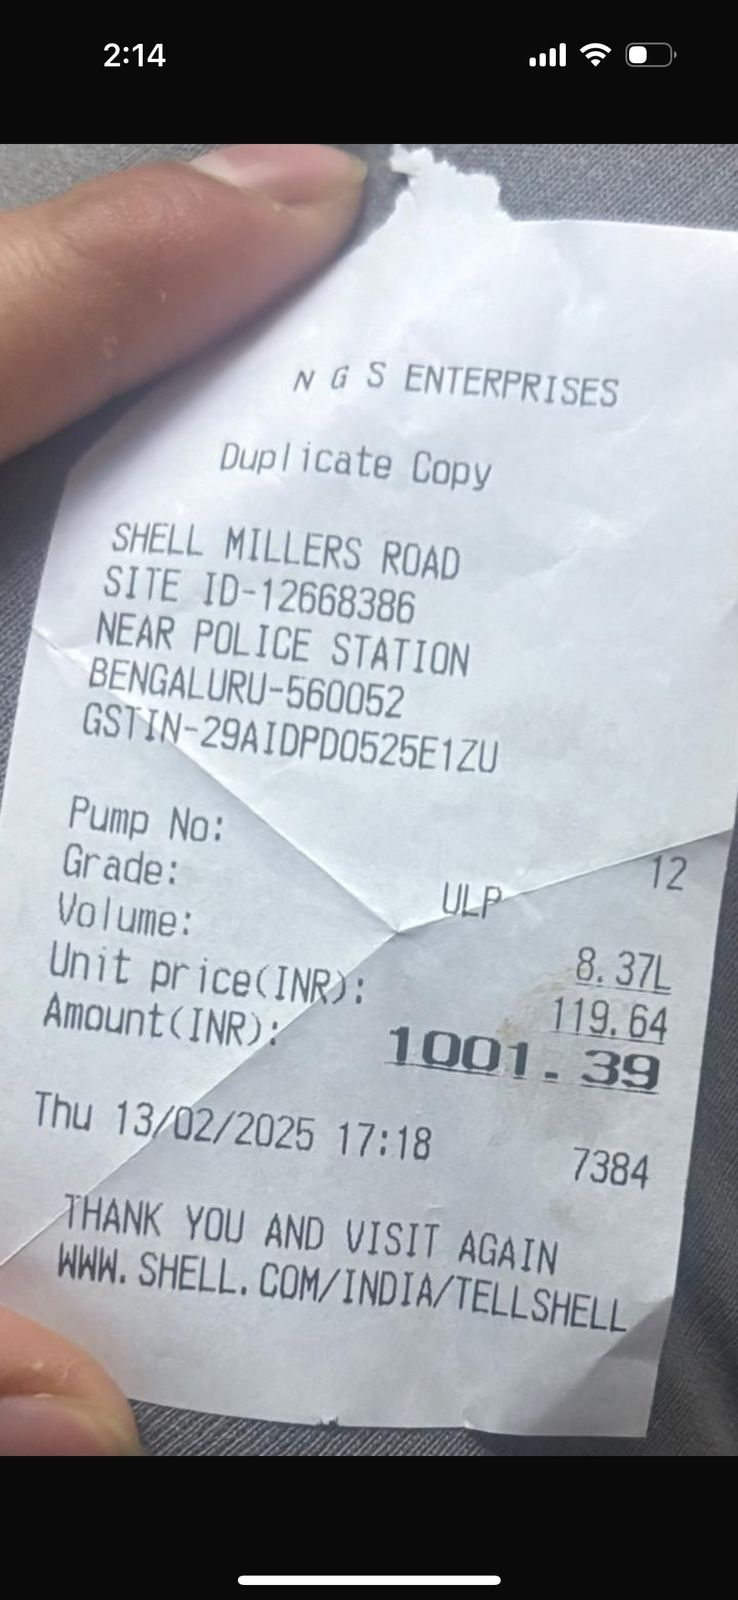 2:14
N G S ENTERPRISES
Duplicate Copy
SHELL MILLERS ROAD
SITE ID-12668386
NEAR POLICE STATION
BENGALURU-560052
GSTIN-29AIDPD0525E1ZU
Pump No: 12
Grade: ULP
Volume: 8.37L
Unit price(INR): 119.64
Amount(INR): 1001.39
Thu 13/02/2025 17:18 7384
THANK YOU AND VISIT AGAIN
WWW.SHELL.COM/INDIA/TELLSHELL